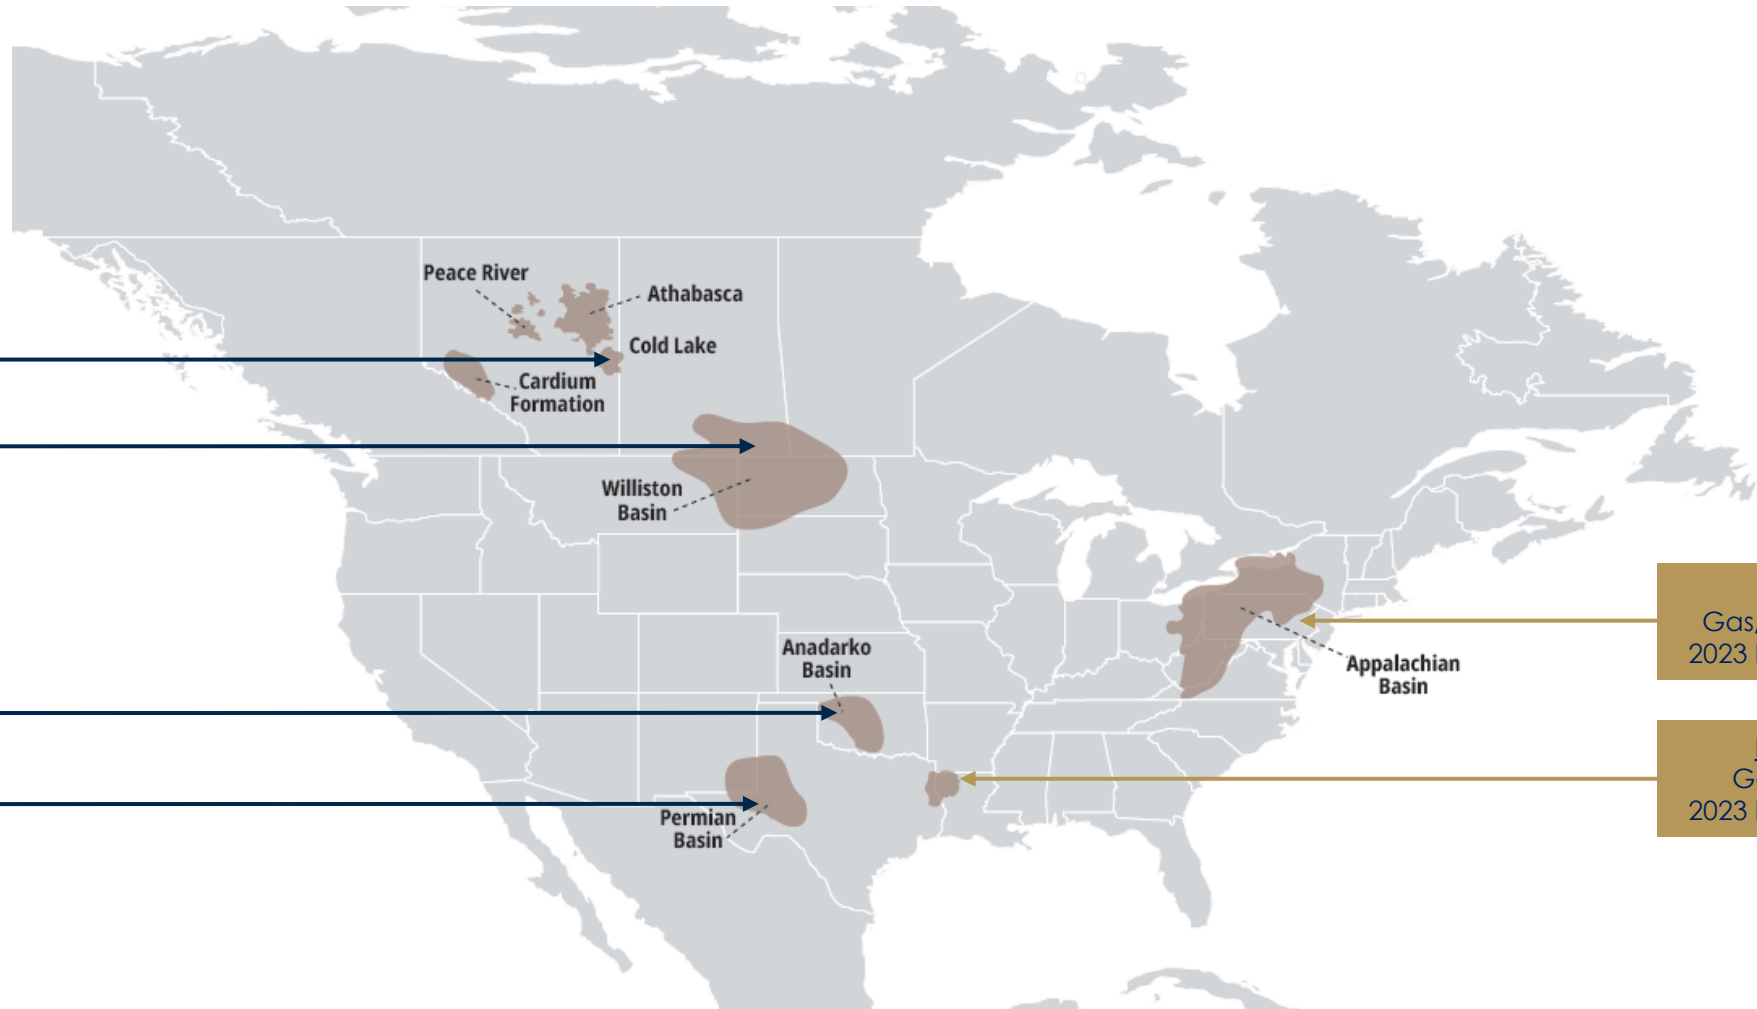 Peace River
Athabasca
Cold Lake
Cardium
Formation
Williston
Basin
Anadarko
Basin
Permian
Basin
Appalachian
Basin
Gas,
2023
2023